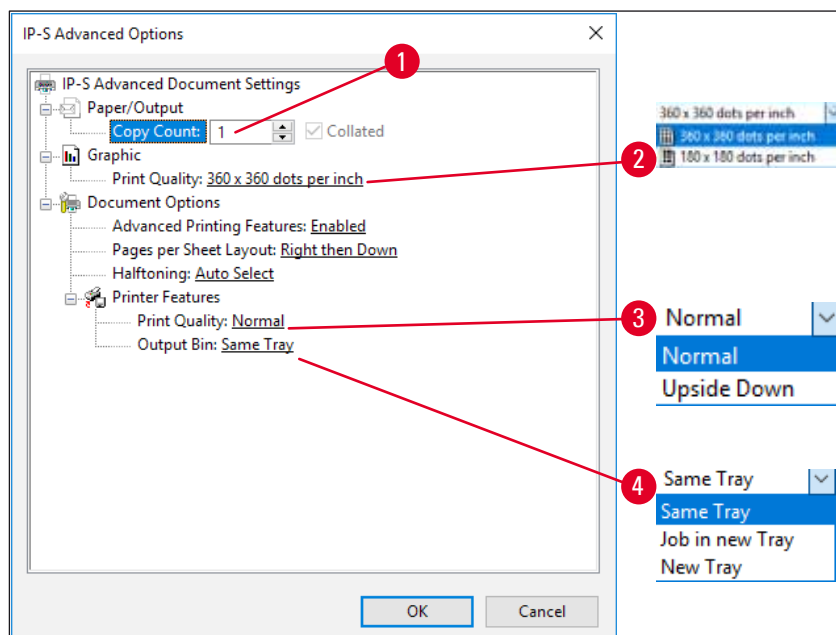 IP-S Advanced Options
IP-S Advanced Document Settings
Paper/Output
Copy Count: 1 Collated
Graphic
Print Quality: 360 x 360 dots per inch
Document Options
Advanced Printing Features: Enabled
Pages per Sheet Layout: Right then Down
Halftoning: Auto Select
Printer Features
Print Quality: Normal
Output Bin: Same Tray
OK Cancel
1
2
360 x 360 dots per inch
360 x 360 dots per inch
180 x 180 dots per inch
3
Normal
Normal
Upside Down
4
Same Tray
Same Tray
Job in new Tray
New Tray